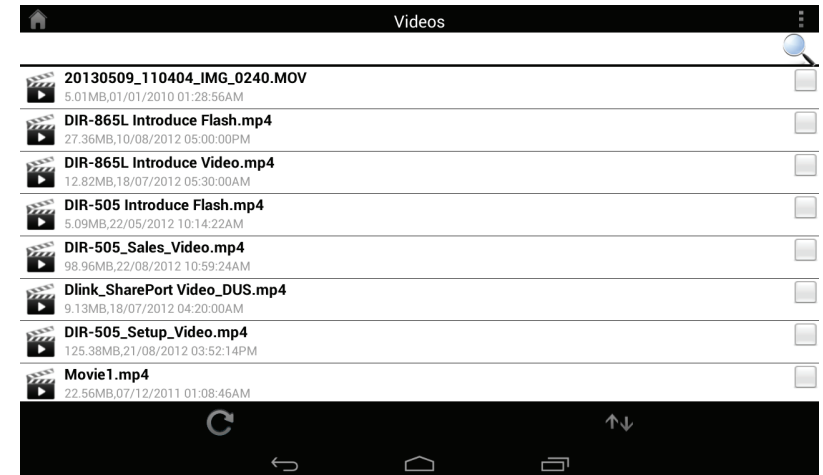 Videos
20130509_110404_IMG_0240.MOV
5.01MB,01/01/2010 01:28:56AM
DIR-865L Introduce Flash.mp4
27.36MB,10/08/2012 05:00:00PM
DIR-865L Introduce Video.mp4
12.82MB,18/07/2012 05:30:00AM
DIR-505 Introduce Flash.mp4
5.09MB,22/05/2012 10:14:22AM
DIR-505_Sales_Video.mp4
98.96MB,22/08/2012 10:59:24AM
Dlink_SharePort Video_DUS.mp4
9.13MB,18/07/2012 04:20:00AM
DIR-505_Setup_Video.mp4
125.38MB,21/08/2012 03:52:14PM
Movie1.mp4
22.56MB,07/12/2011 01:08:46AM